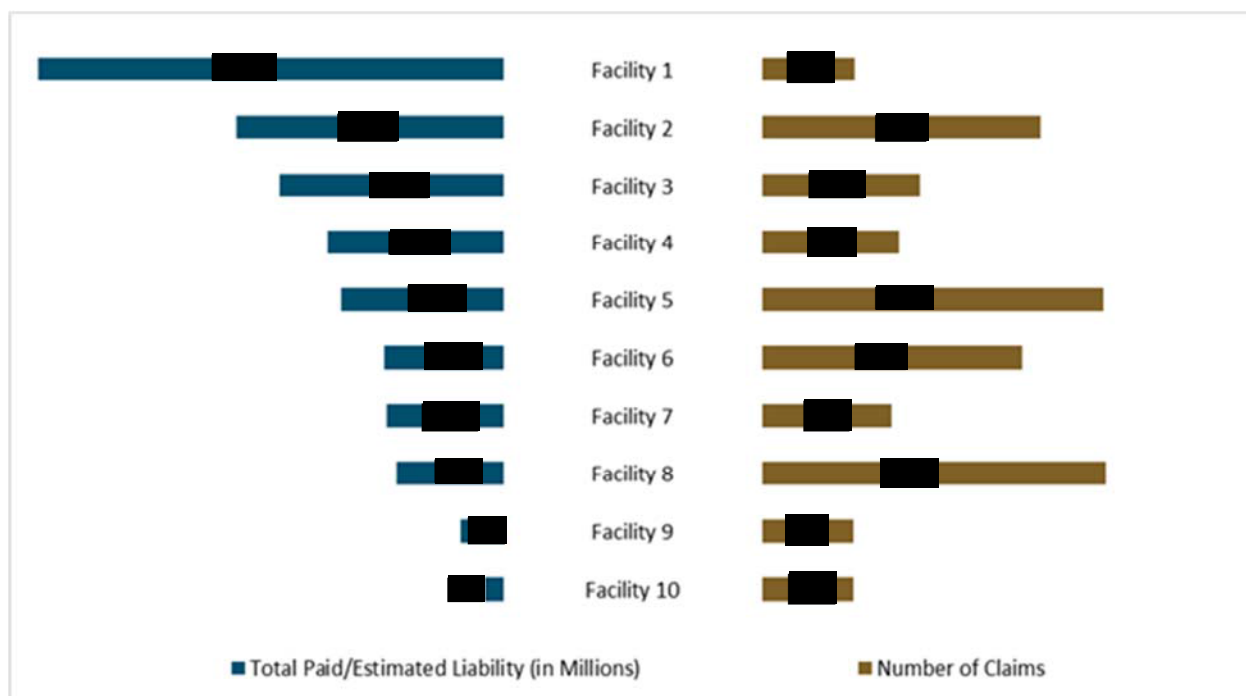 Facility 1
Facility 2
Facility 3
Facility 4
Facility 5
Facility 6
Facility 7
Facility 8
Facility 9
Facility 10
Total Paid/Estimated Liability (in Millions)
Number of Claims